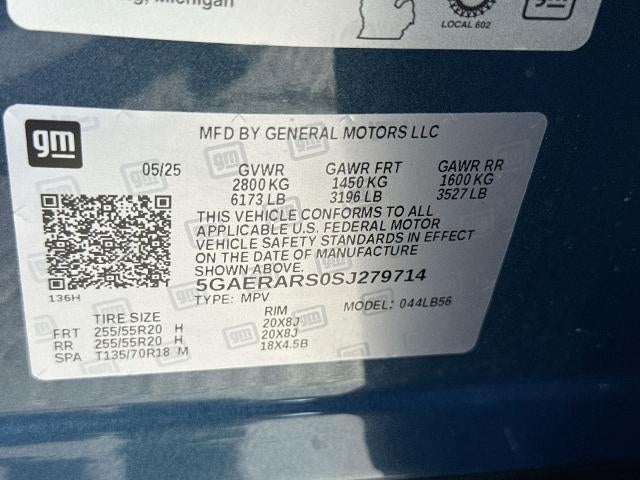 Michigan
LOCAL 602
gm
gm
MFD BY GENERAL MOTORS LLC
05/25 GVWR GAWR FRT GAWR RR
2800 KG 1450 KG 1600 KG
6173 LB 3196 LB 3527 LB
THIS VEHICLE CONFORMS TO ALL
APPLICABLE U.S. FEDERAL MOTOR
VEHICLE SAFETY STANDARDS IN EFFECT
ON THE DATE OF MANUFACTURE
SHOWN ABOVE.
5GAERARS0SJ279714
136H
TYPE: MPV MODEL: 044LB56
TIRE SIZE RIM
FRT 255/55R20 H 20X8J
RR 255/55R20 H 20X8J
SPA T135/70R18 M 18X4.5B